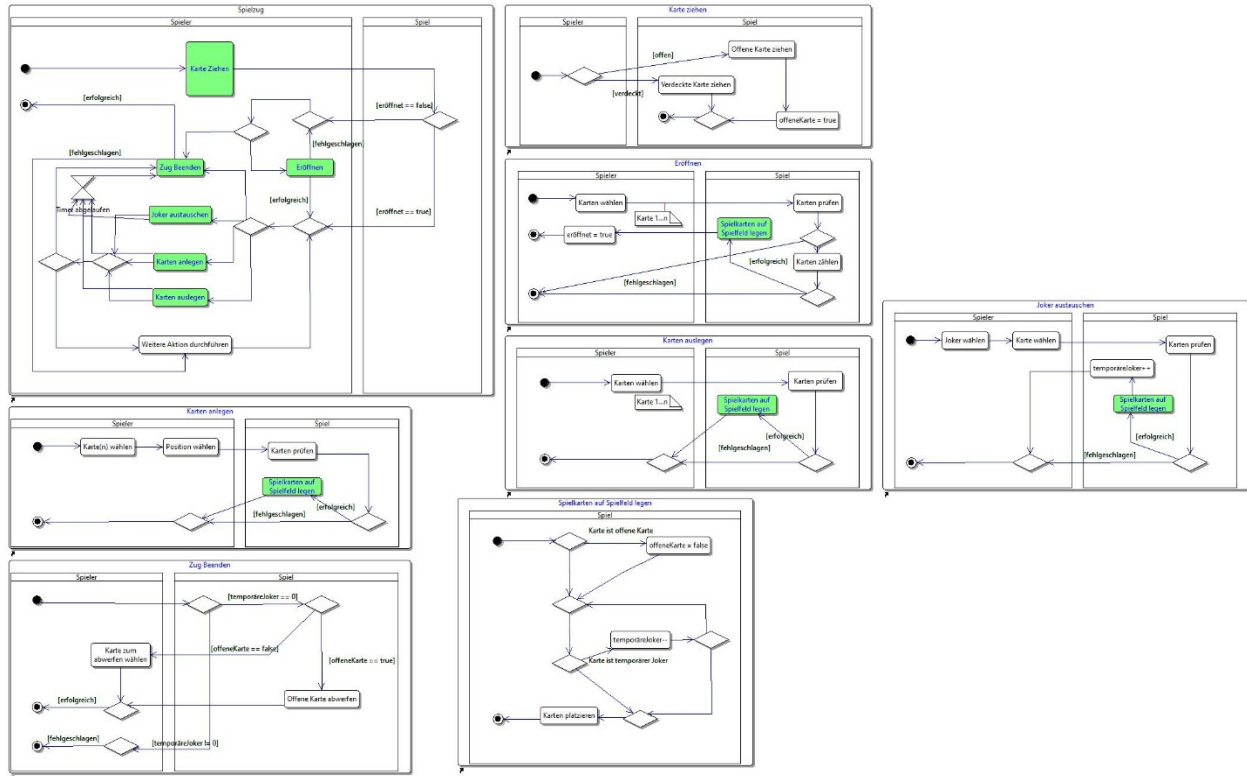 Spielzug
Spieler
Spiel
Karte Ziehen
[erfolgreich]
[eröffnet == false]
[fehlgeschlagen]
[fehlgeschlagen]
Zug Beenden
Eröffnen
[erfolgreich]
Timer abgelaufen
Joker austauschen
[eröffnet == true]
Karten anlegen
Karten auslegen
Weitere Aktion durchführen
Karte ziehen
Spieler
Spiel
[offen]
Offene Karte ziehen
Verdeckte Karte ziehen
[verdeckt]
offeneKarte = true
Eröffnen
Spieler
Spiel
Karten wählen
Karten prüfen
Karte 1...n
eröffnet = true
Spielkarten auf
Spielfeld legen
[erfolgreich]
Karten zählen
[fehlgeschlagen]
Karten auslegen
Spieler
Spiel
Karten wählen
Karten prüfen
Karte 1...n
Spielkarten auf
Spielfeld legen
[erfolgreich]
[fehlgeschlagen]
Joker austauschen
Spieler
Spiel
Joker wählen
Karte wählen
Karten prüfen
temporäreJoker++
Spielkarten auf
Spielfeld legen
[erfolgreich]
[fehlgeschlagen]
Karten anlegen
Spieler
Spiel
Karte(n) wählen
Position wählen
Karten prüfen
Spielkarten auf
Spielfeld legen
[erfolgreich]
[fehlgeschlagen]
Zug Beenden
Spieler
Spiel
[temporäreJoker == 0]
Karte zum
abwerfen wählen
[offeneKarte == false]
[offeneKarte == true]
[erfolgreich]
Offene Karte abwerfen
[fehlgeschlagen]
[temporäreJoker != 0]
Spielkarten auf Spielfeld legen
Spiel
Karte ist offene Karte
offeneKarte = false
temporäreJoker--
Karte ist temporärer Joker
Karten platzieren